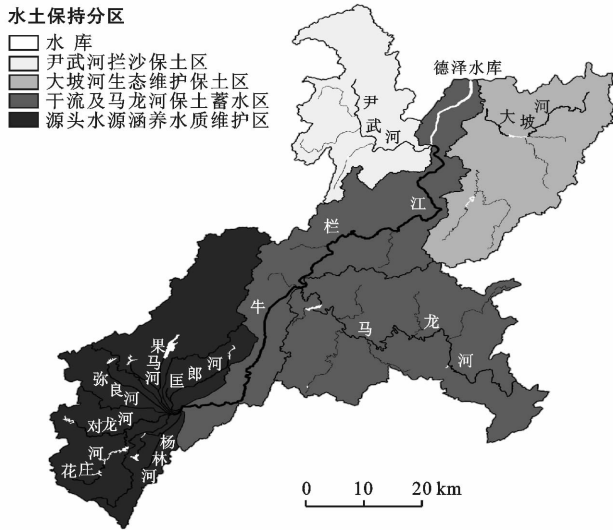 水土保持分区
水 库
尹武河拦沙保土区
大坡河生态维护保土区
干流及马龙河保土蓄水区
源头水源涵养水质维护区
德泽水库
大坡河
尹武河
牛栏江
马龙河
果马河
弥良河
匡郎河
对龙河
花庄河
杨林河
0 10 20 km